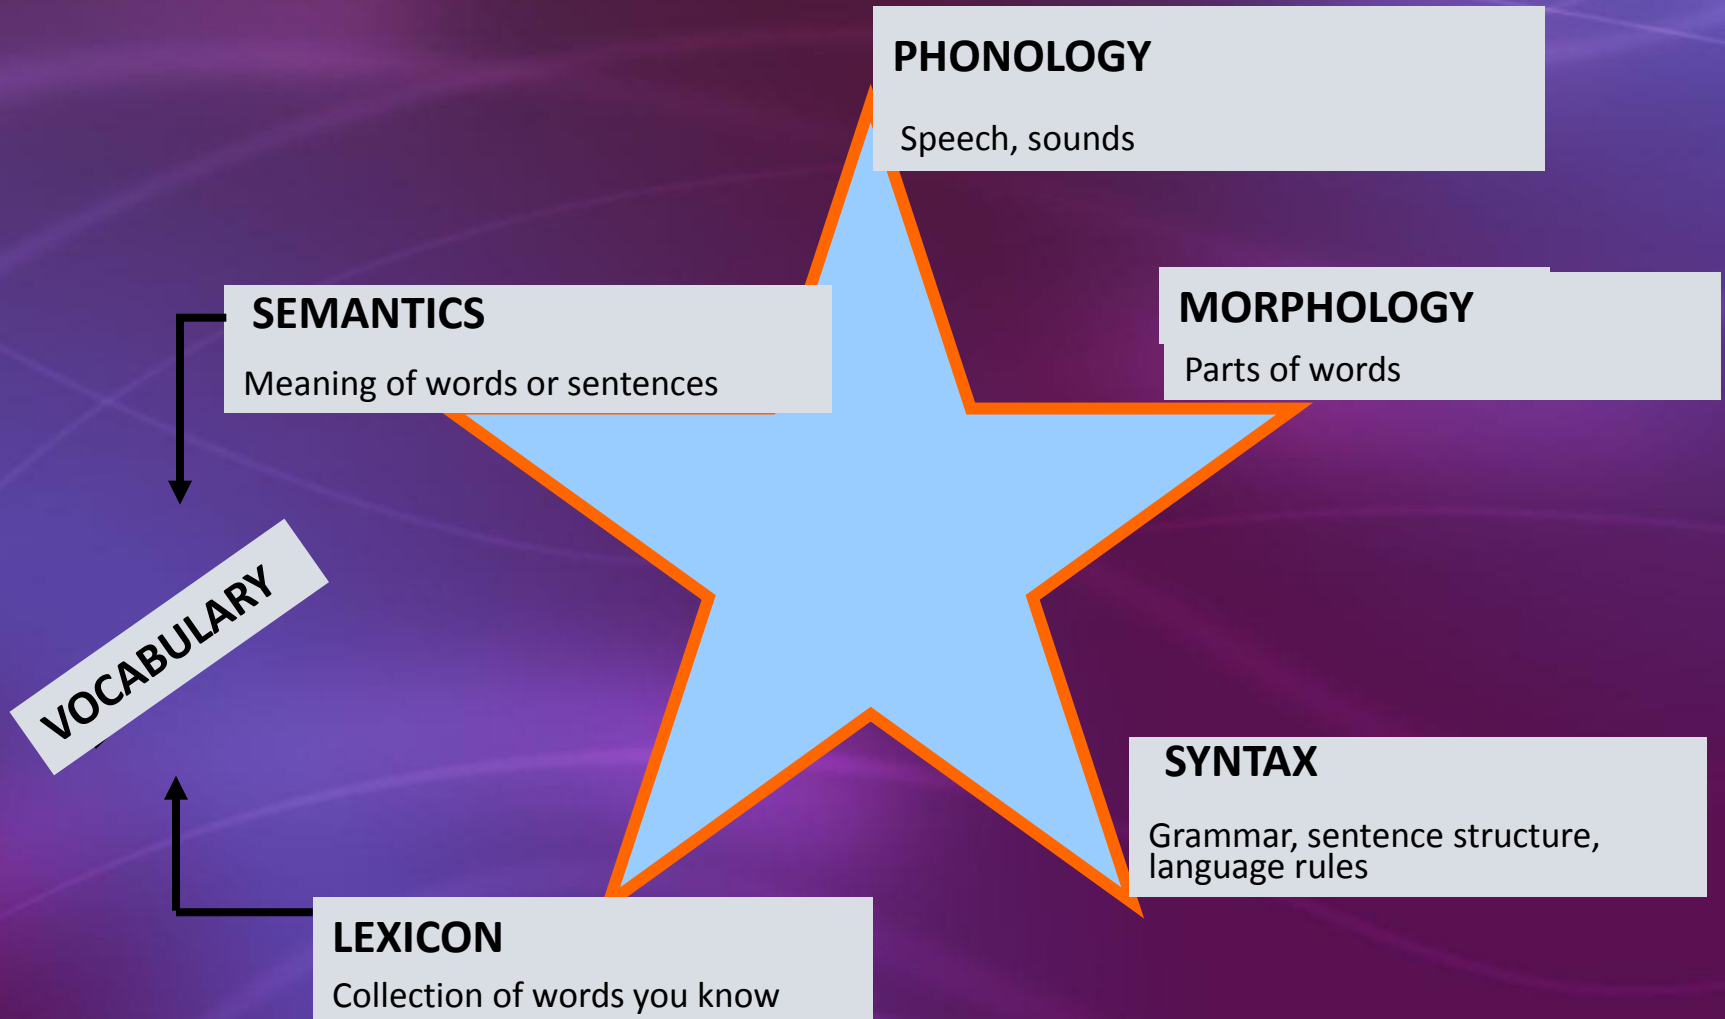 PHONOLOGY
Speech, sounds
SEMANTICS
Meaning of words or sentences
MORPHOLOGY
Parts of words
VOCABULARY
SYNTAX
Grammar, sentence structure,
language rules
LEXICON
Collection of words you know